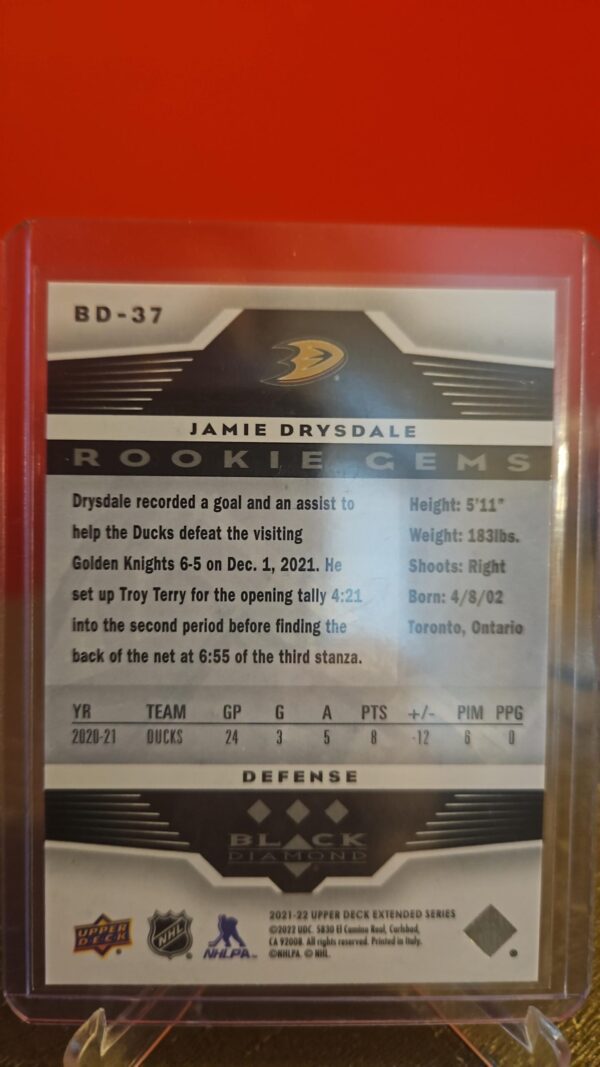 BD-37
JAMIE DRYSDALE
ROOKIE GEMS
Drysdale recorded a goal and an assist to
help the Ducks defeat the visiting
Golden Knights 6-5 on Dec. 1, 2021. He
set up Troy Terry for the opening tally 4:21
into the second period before finding the
back of the net at 6:55 of the third stanza.
Height: 5'11"
Weight: 183lbs.
Shoots: Right
Born: 4/8/02
Toronto, Ontario
YR TEAM GP G A PTS +/- PIM PPG
2020-21 DUCKS 24 3 5 8 -12 6 0
DEFENSE
BLACK
DIAMOND
UPPER
DECK
NHL
NHLPA
2021-22 UPPER DECK EXTENDED SERIES
©2022 UDC. 5830 El Camino Real, Carlsbad,
CA 92008. All rights reserved. Printed in Italy.
©NHLPA. © NHL.